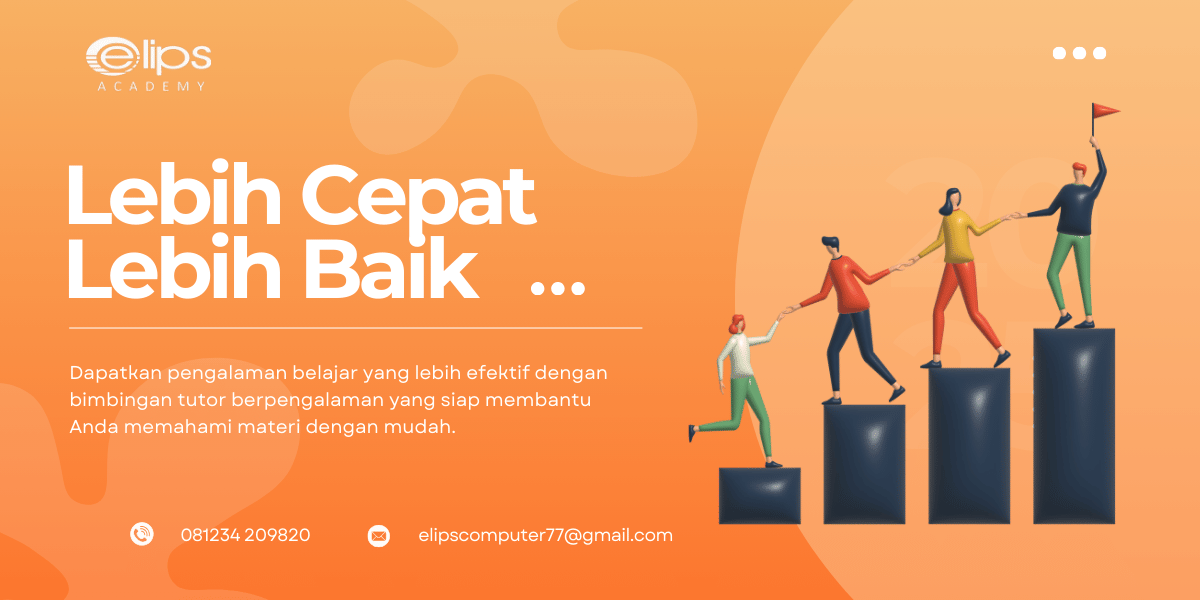 elips
ACADEMY
Lebih Cepat
Lebih Baik ...
Dapatkan pengalaman belajar yang lebih efektif dengan
bimbingan tutor berpengalaman yang siap membantu
Anda memahami materi dengan mudah.
081234 209820
elipscomputer77@gmail.com